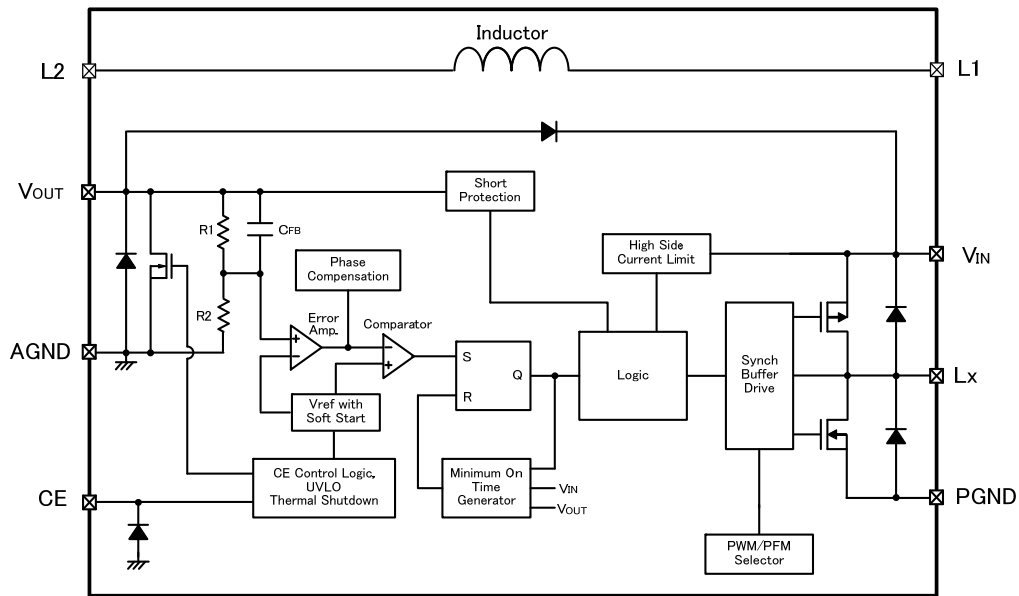 Inductor
L2
L1
VOUT
Short
Protection
R1
CFB
High Side
Current Limit
Phase
Compensation
VIN
R2
Error
Amp.
Comparator
AGND
Synch
Buffer
Drive
Logic
Lx
S
Q
R
Vref with
Soft Start
CE Control Logic,
UVLO
Thermal Shutdown
Minimum On
Time
Generator
VIN
VOUT
CE
PGND
PWM/PFM
Selector